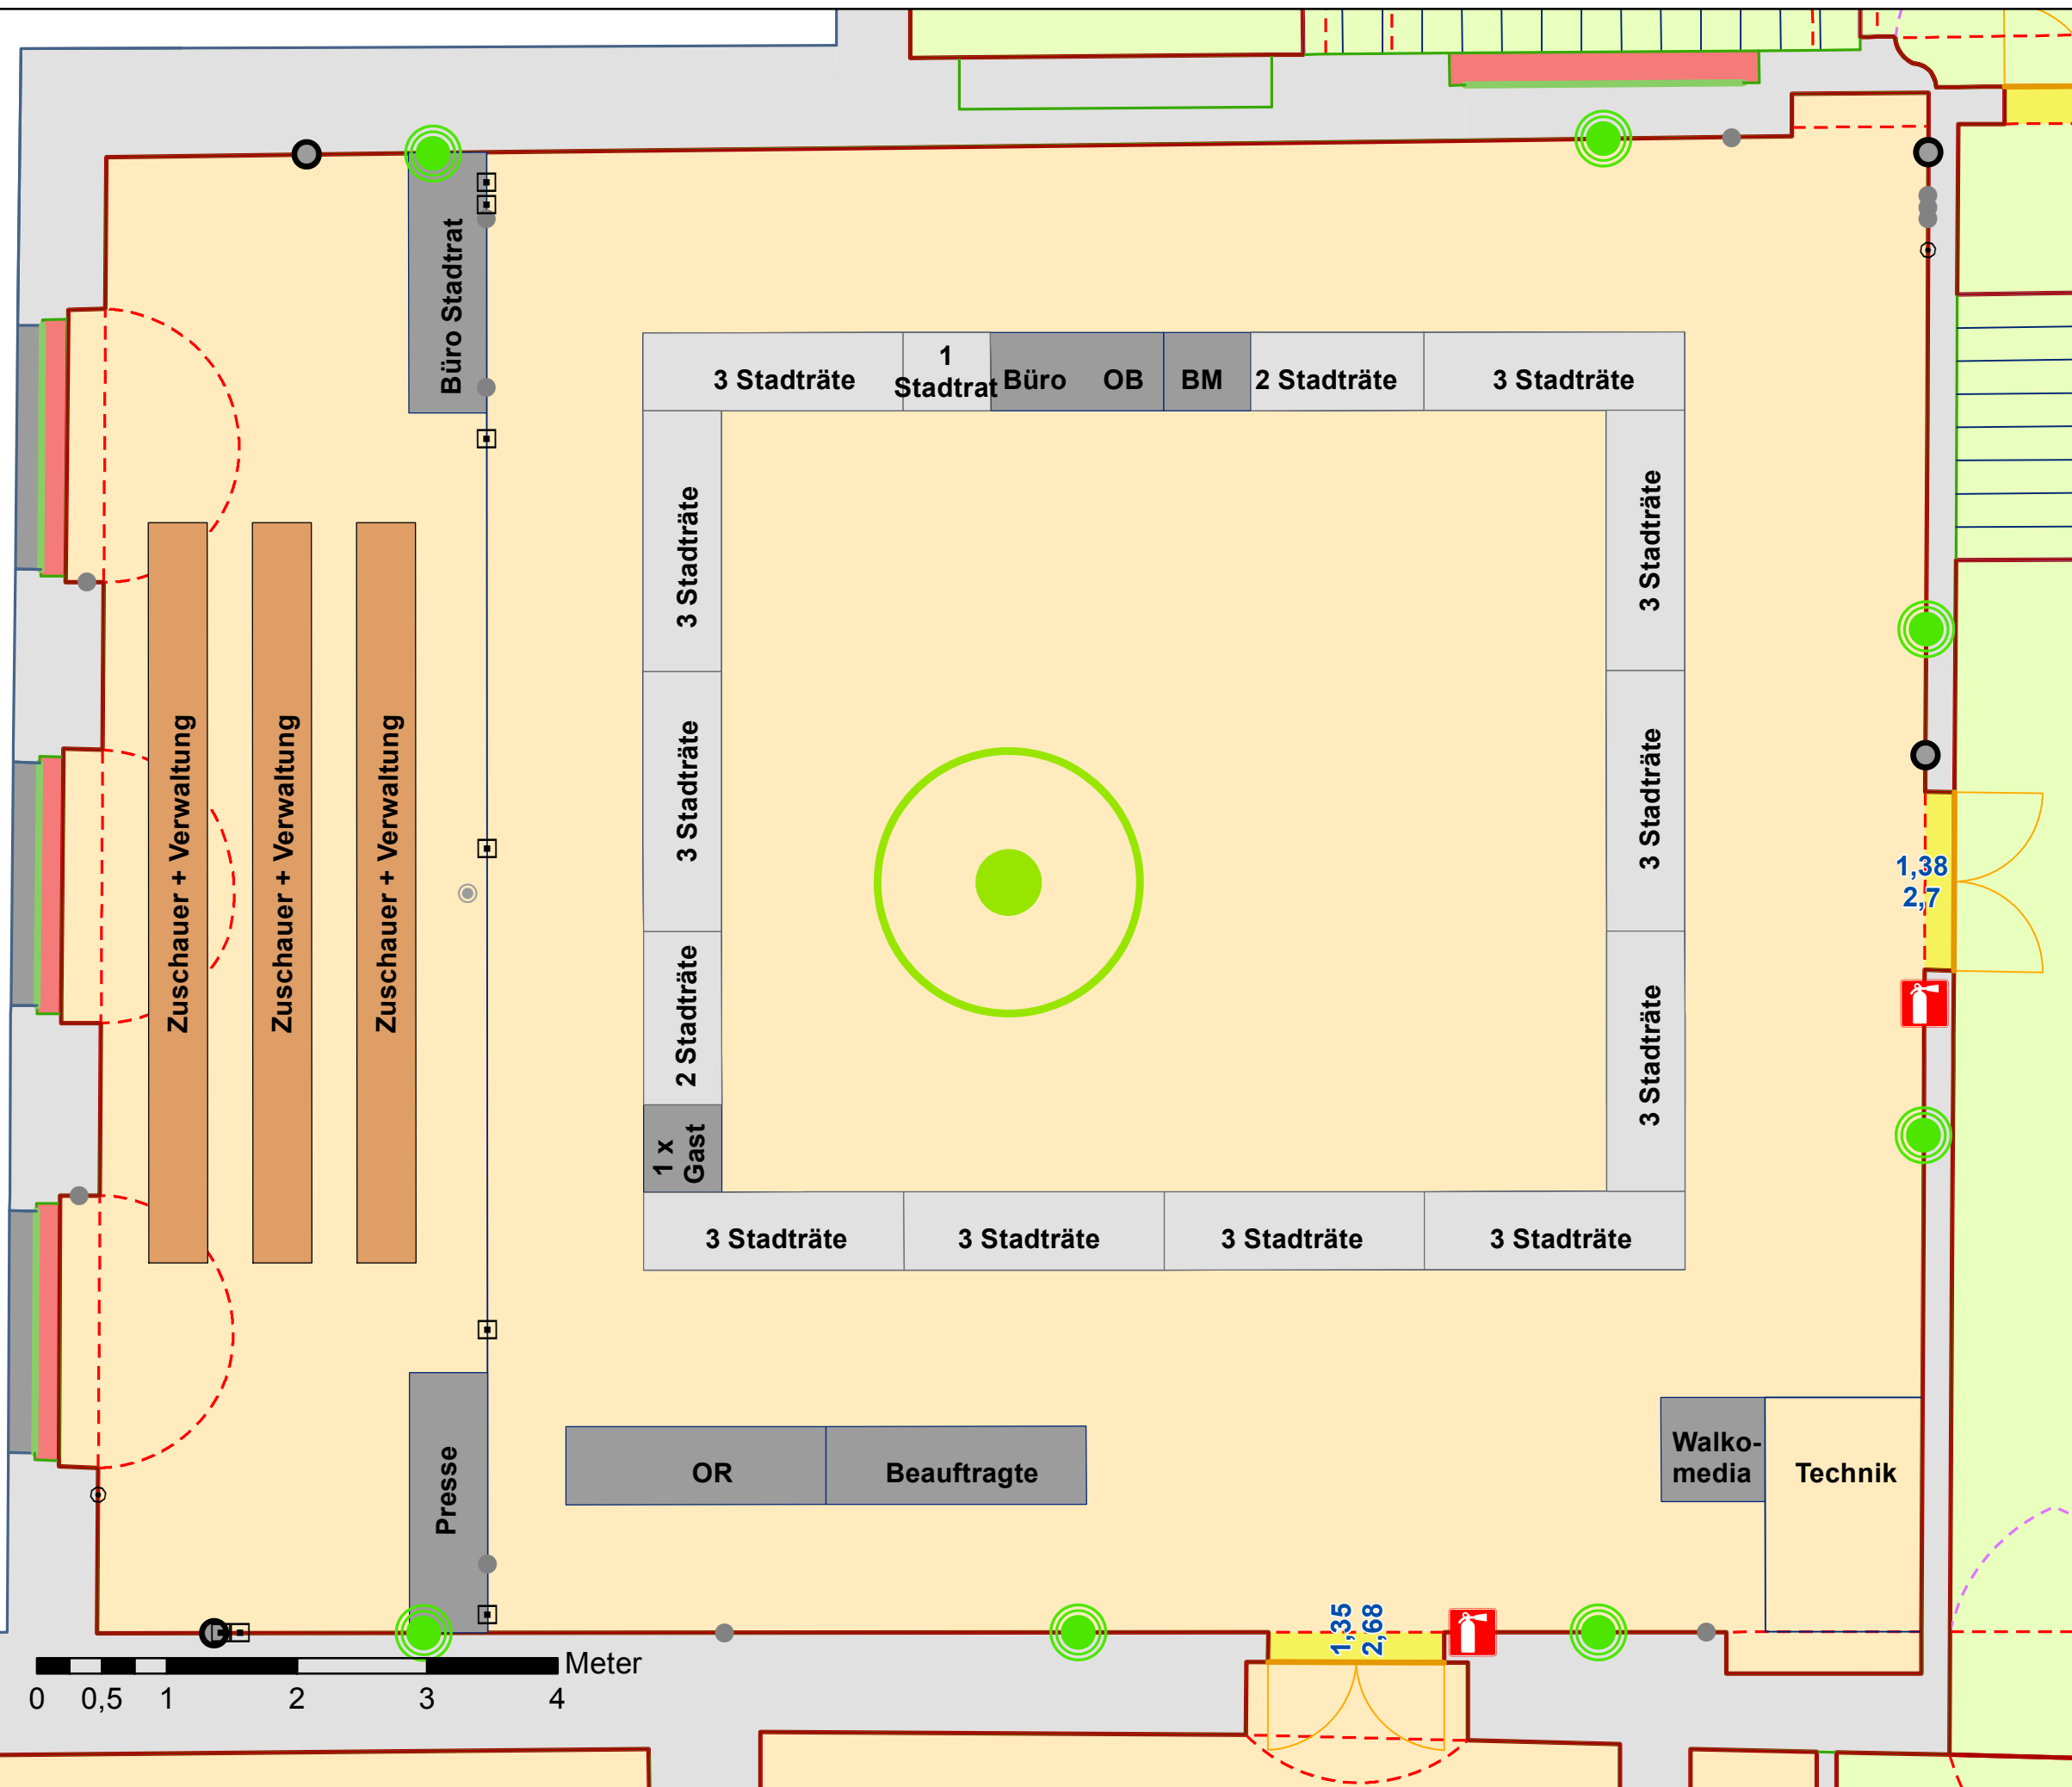 Büro Stadtrat
3 Stadträte
1
Stadtrat
Büro
OB
BM
2 Stadträte
3 Stadträte
3 Stadträte
3 Stadträte
3 Stadträte
3 Stadträte
Zuschauer + Verwaltung
Zuschauer + Verwaltung
Zuschauer + Verwaltung
1,38
2,7
2 Stadträte
3 Stadträte
1 x
Gast
3 Stadträte
3 Stadträte
3 Stadträte
3 Stadträte
Presse
OR
Beauftragte
Walko-
media
Technik
1,35
2,68
Meter
0 0,5 1 2 3 4